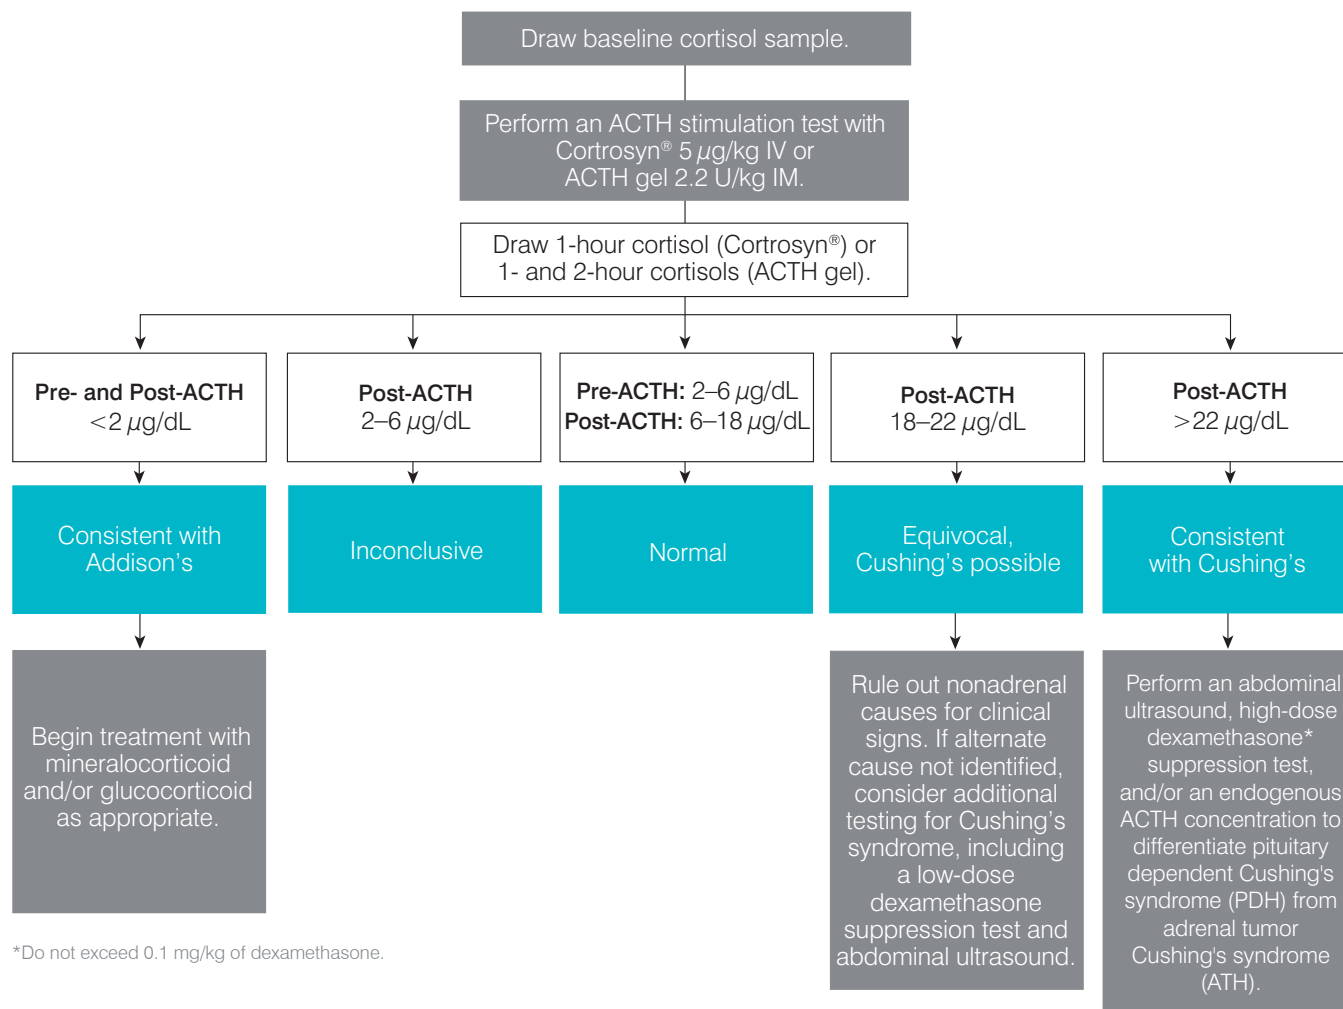 Draw baseline cortisol sample.
Perform an ACTH stimulation test with
Cortrosyn® 5 µg/kg IV or
ACTH gel 2.2 U/kg IM.
Draw 1-hour cortisol (Cortrosyn®) or
1- and 2-hour cortisols (ACTH gel).
Pre- and Post-ACTH
<2 µg/dL
Post-ACTH
2–6 µg/dL
Pre-ACTH: 2–6 µg/dL
Post-ACTH: 6–18 µg/dL
Post-ACTH
18–22 µg/dL
Post-ACTH
>22 µg/dL
Consistent with
Addison’s
Inconclusive
Normal
Equivocal,
Cushing’s possible
Consistent
with Cushing’s
Begin treatment with
mineralocorticoid
and/or glucocorticoid
as appropriate.
Rule out nonadrenal
causes for clinical
signs. If alternate
cause not identified,
consider additional
testing for Cushing’s
syndrome, including
a low-dose
dexamethasone
suppression test and
abdominal ultrasound.
Perform an abdominal
ultrasound, high-dose
dexamethasone*
suppression test,
and/or an endogenous
ACTH concentration to
differentiate pituitary
dependent Cushing's
syndrome (PDH) from
adrenal tumor
Cushing's syndrome
(ATH).
*Do not exceed 0.1 mg/kg of dexamethasone.